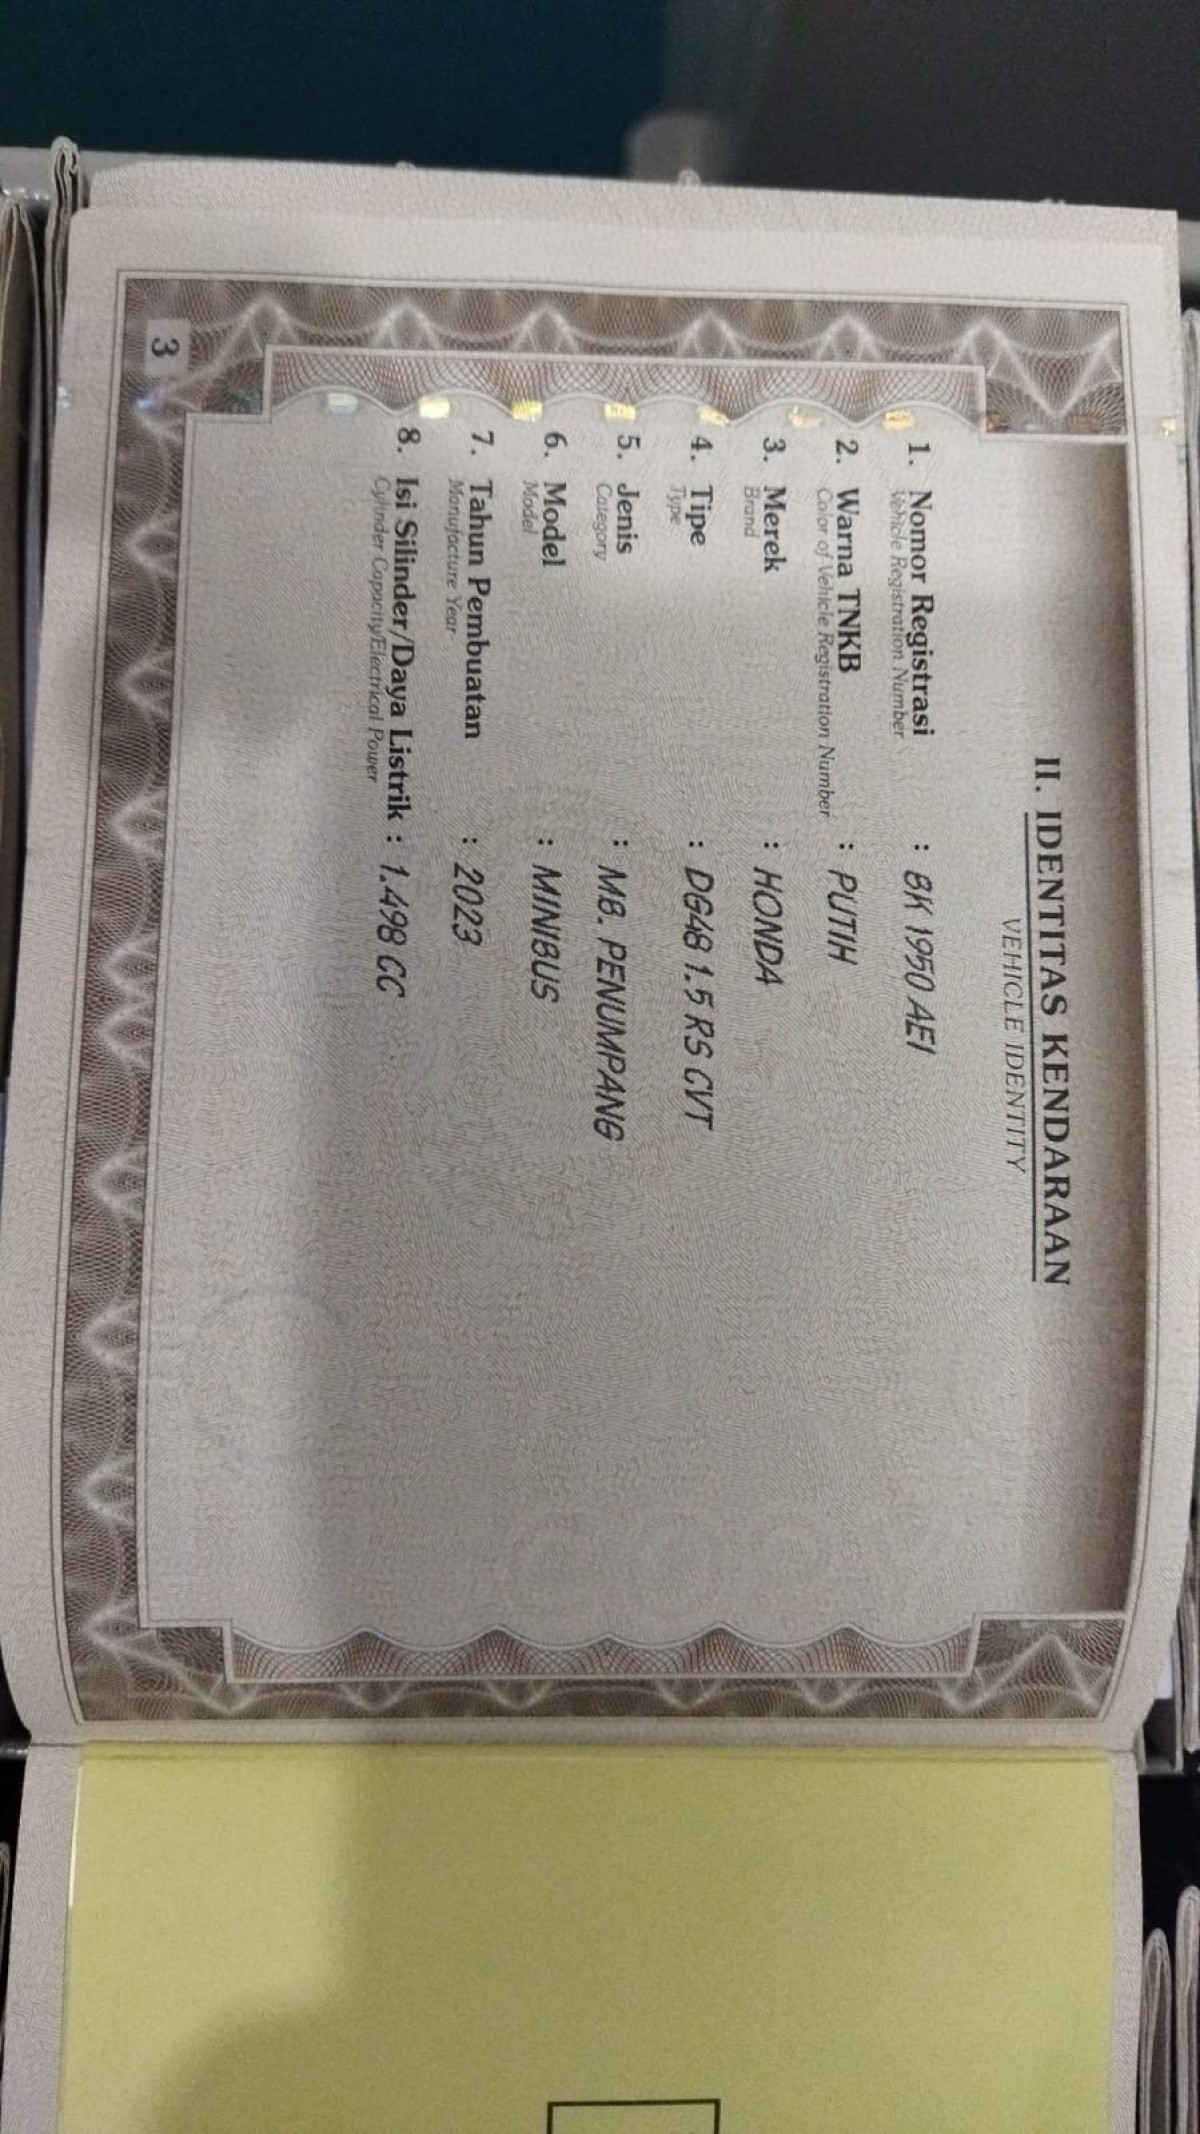 II. IDENTITAS KENDARAAN
VEHICLE IDENTITY
1. Nomor Registrasi : BK 1950 AEI
Vehicle Registration Number
2. Warna TNKB : PUTIH
Color of Vehicle Registration Number
3. Merek : HONDA
Brand
4. Tipe : DG48 1.5 RS CVT
Type
5. Jenis : MB. PENUMPANG
Category
6. Model : MINIBUS
Model
7. Tahun Pembuatan : 2023
Manufacture Year
8. Isi Silinder/Daya Listrik : 1.498 CC
Cylinder Capacity/Electrical Power
3